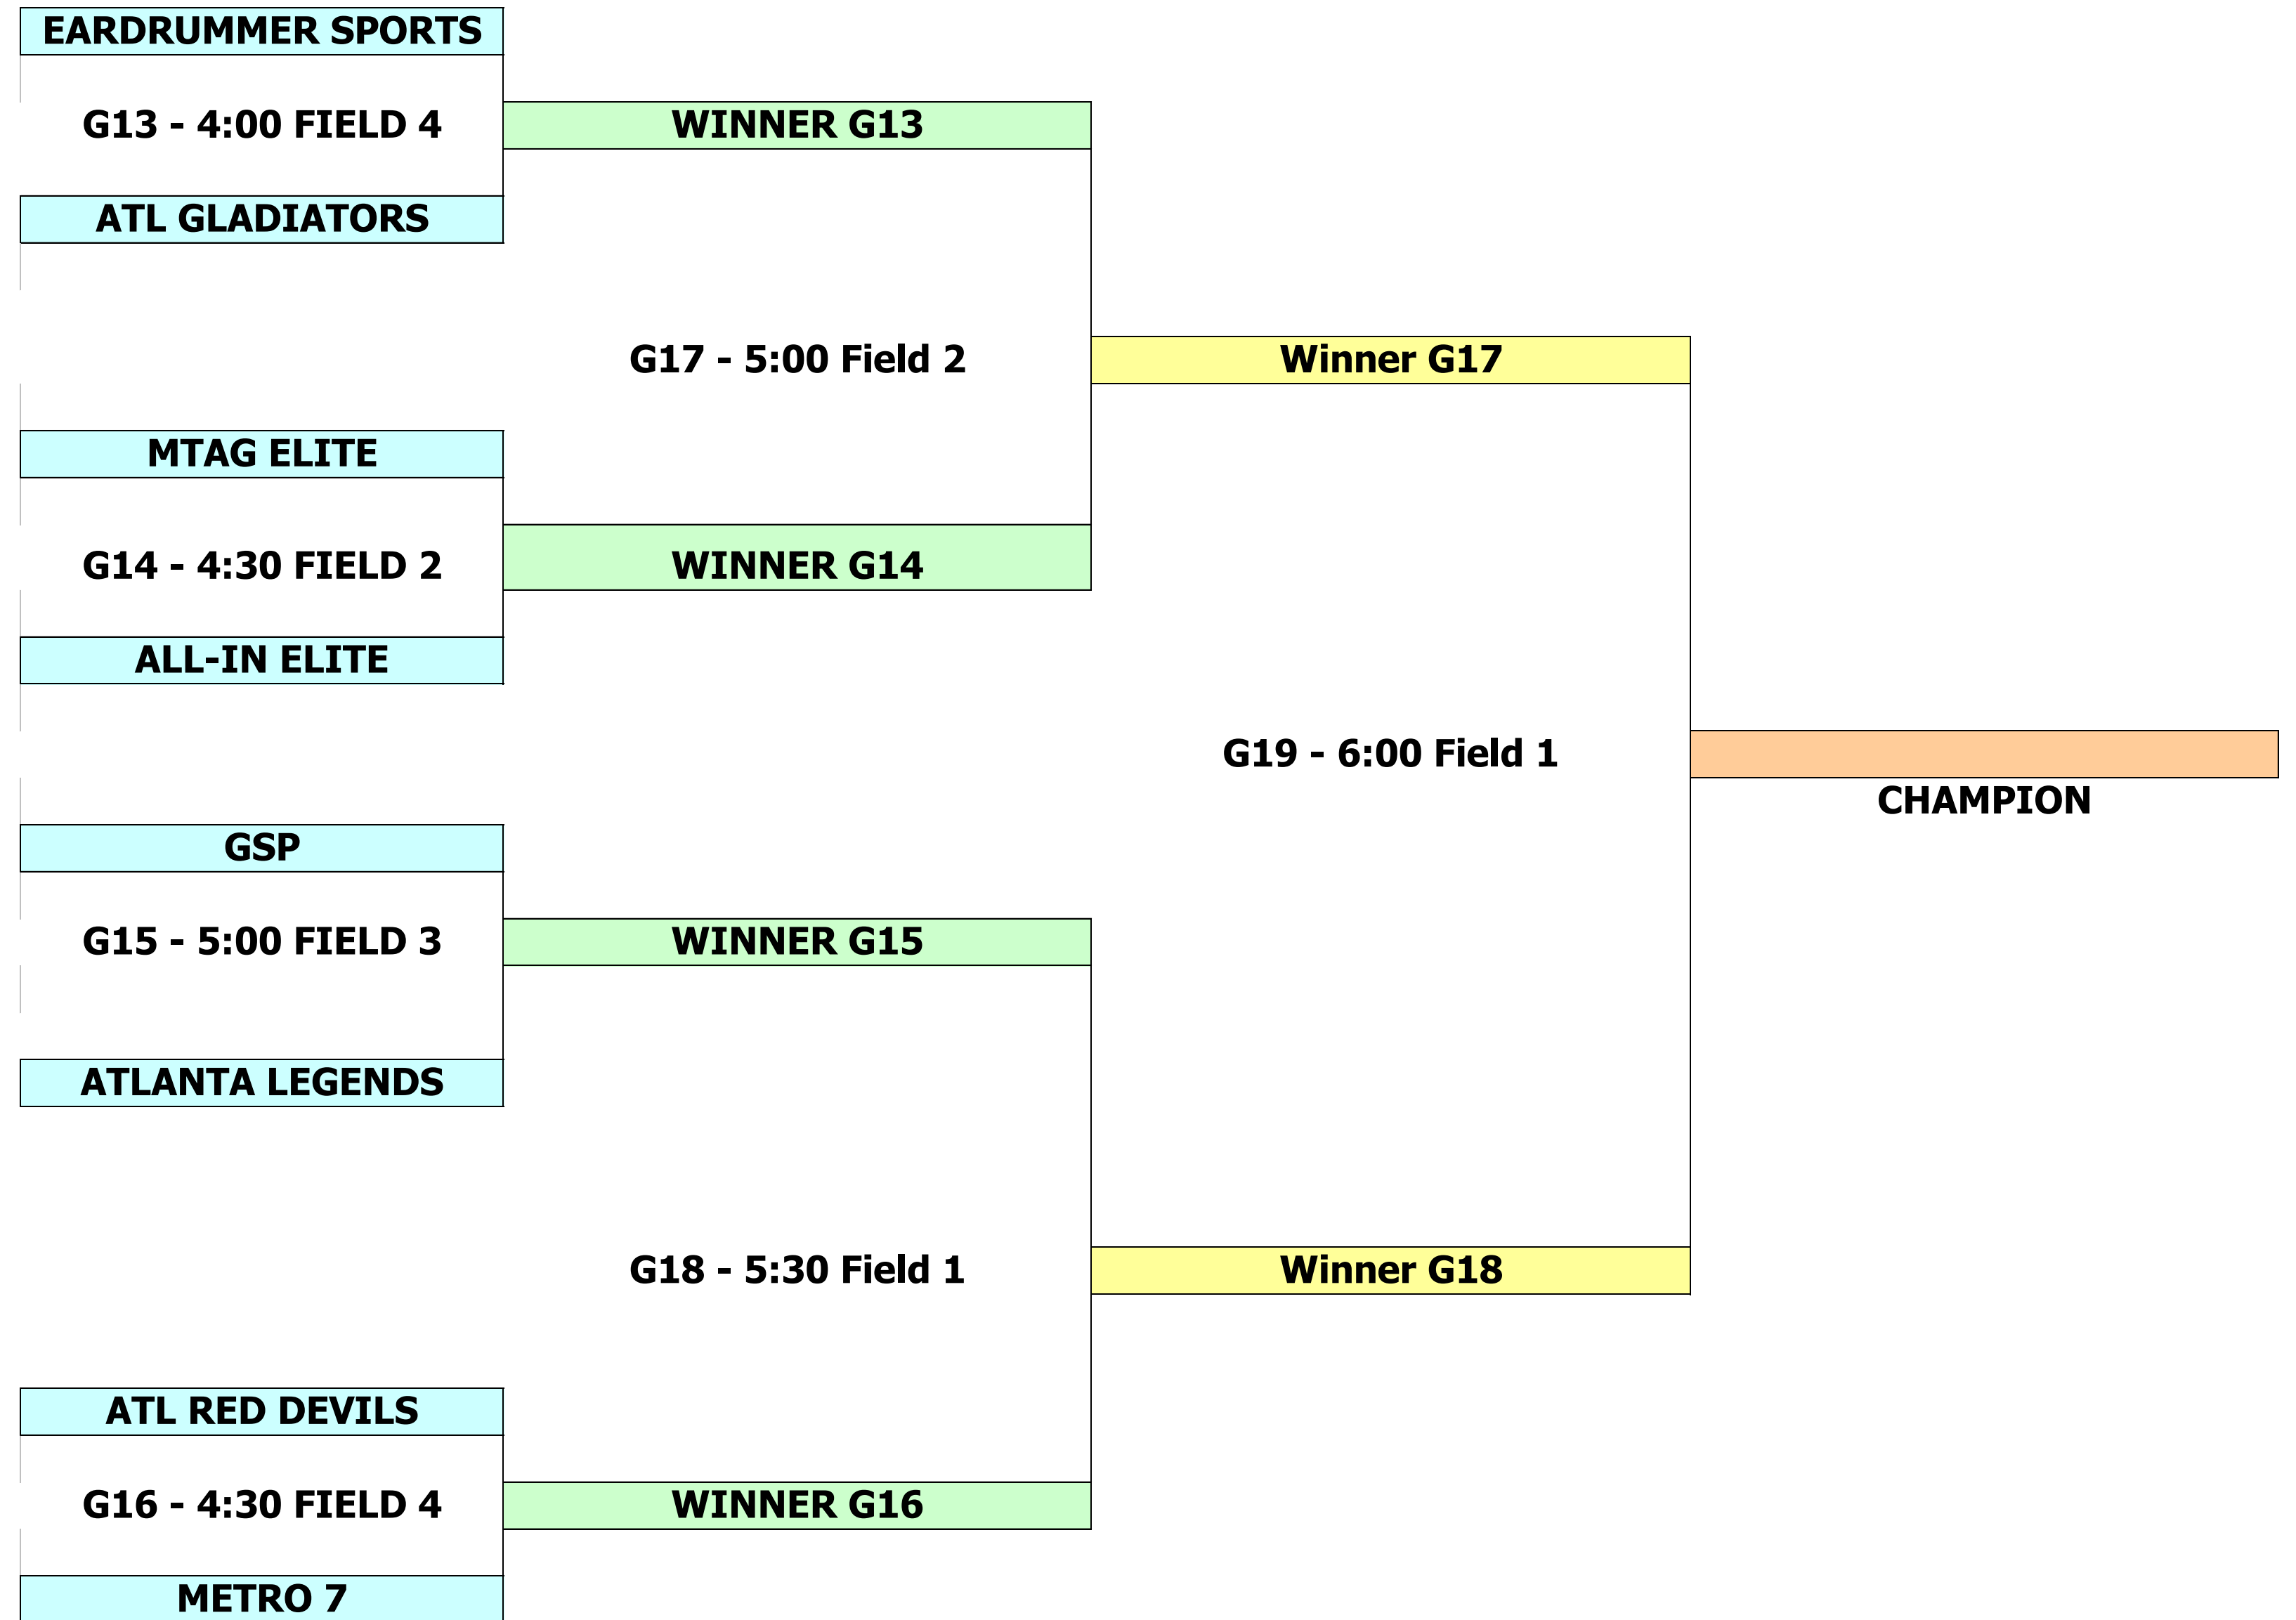 EARDRUMMER SPORTS
G13 - 4:00 FIELD 4
WINNER G13
ATL GLADIATORS
G17 - 5:00 Field 2
Winner G17
MTAG ELITE
G14 - 4:30 FIELD 2
WINNER G14
ALL-IN ELITE
G19 - 6:00 Field 1
CHAMPION
GSP
G15 - 5:00 FIELD 3
WINNER G15
ATLANTA LEGENDS
G18 - 5:30 Field 1
Winner G18
ATL RED DEVILS
G16 - 4:30 FIELD 4
WINNER G16
METRO 7